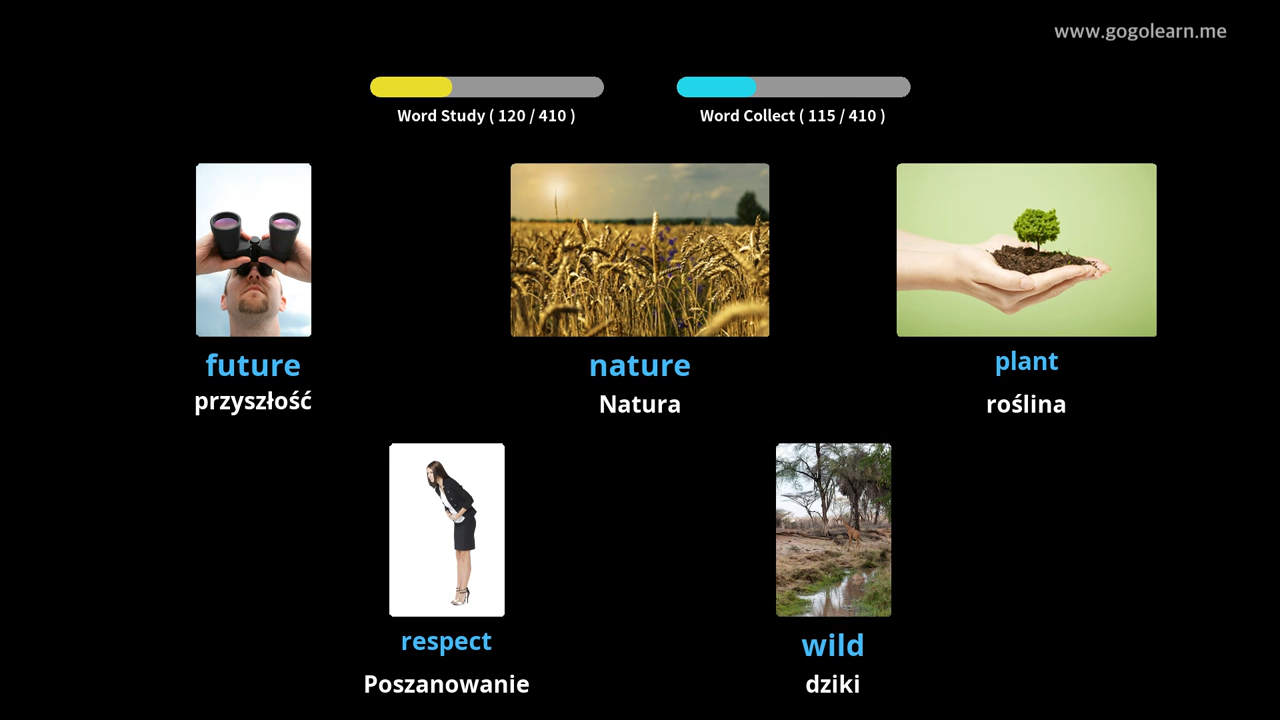 www.gogolearn.me
Word Study ( 120 / 410 )
Word Collect ( 115 / 410 )
future
przyszłość
nature
Natura
plant
roślina
respect
Poszanowanie
wild
dziki